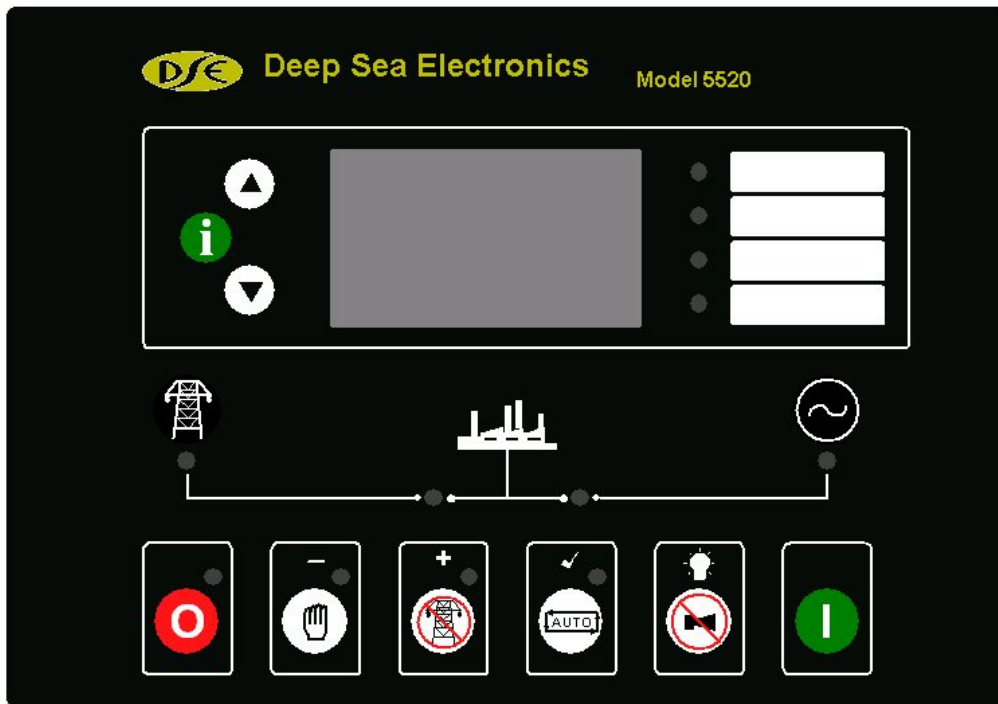 DSE Deep Sea Electronics
Model 5520
i
– + ✓
O AUTO I